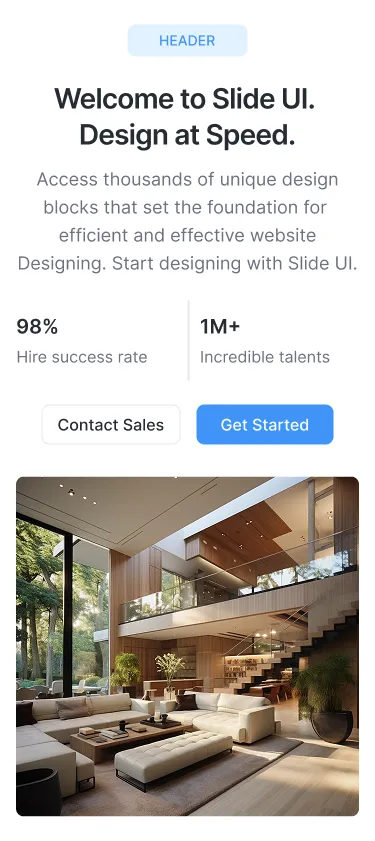 HEADER
Welcome to Slide UI.
Design at Speed.
Access thousands of unique design
blocks that set the foundation for
efficient and effective website
Designing. Start designing with Slide UI.
98%
Hire success rate
1M+
Incredible talents
Contact Sales
Get Started